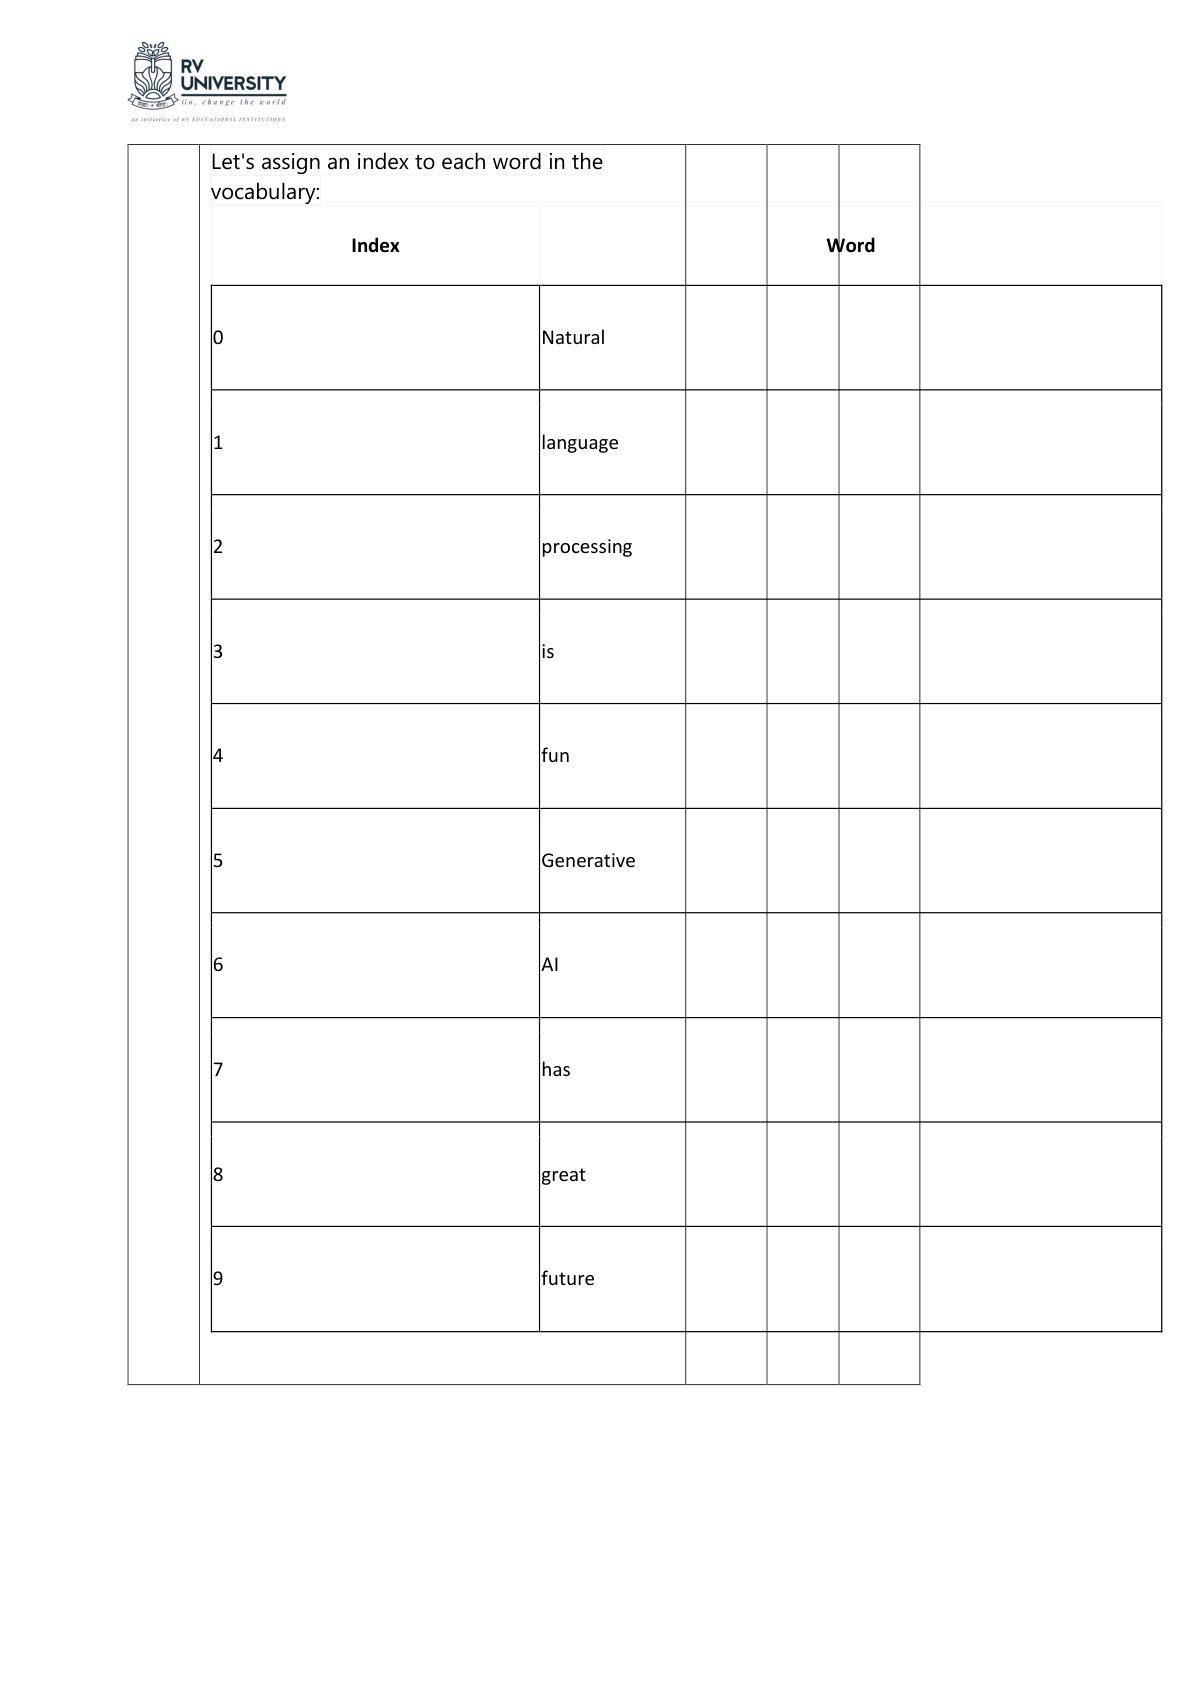 RV
UNIVERSITY
Go, change the world
an initiative of RV EDUCATIONAL INSTITUTIONS
Let's assign an index to each word in the
vocabulary:
Index Word
0 Natural
1 language
2 processing
3 is
4 fun
5 Generative
6 AI
7 has
8 great
9 future